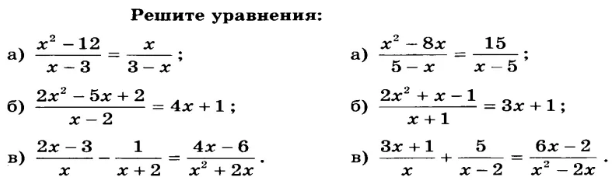 Решите уравнения:
а) (x² − 12)/(x − 3) = x/(3 − x);
б) (2x² − 5x + 2)/(x − 2) = 4x + 1;
в) (2x − 3)/x − 1/(x + 2) = (4x − 6)/(x² + 2x).
а) (x² − 8x)/(5 − x) = 15/(x − 5);
б) (2x² + x − 1)/(x + 1) = 3x + 1;
в) (3x + 1)/x + 5/(x − 2) = (6x − 2)/(x² − 2x).